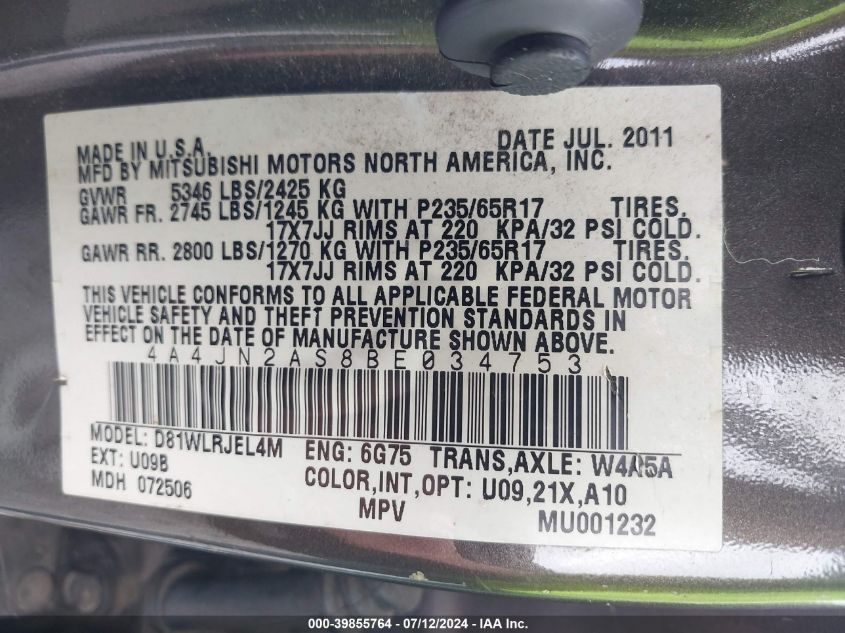 MADE IN U.S.A. DATE JUL. 2011
MFD BY MITSUBISHI MOTORS NORTH AMERICA, INC.
GVWR 5346 LBS/2425 KG
GAWR FR. 2745 LBS/1245 KG WITH P235/65R17 TIRES.
17X7JJ RIMS AT 220 KPA/32 PSI COLD.
GAWR RR. 2800 LBS/1270 KG WITH P235/65R17 TIRES.
17X7JJ RIMS AT 220 KPA/32 PSI COLD.
THIS VEHICLE CONFORMS TO ALL APPLICABLE FEDERAL MOTOR
VEHICLE SAFETY AND THEFT PREVENTION STANDARDS IN
EFFECT ON THE DATE OF MANUFACTURE SHOWN ABOVE.
4A4JN2AS8BE034753
MODEL: D81WLRJEL4M ENG: 6G75 TRANS,AXLE: W4A5A
EXT: U09B COLOR,INT,OPT: U09,21X,A10
MDH 072506 MPV MU001232
000-39855764 / 07/12/2024 - IAA Inc.